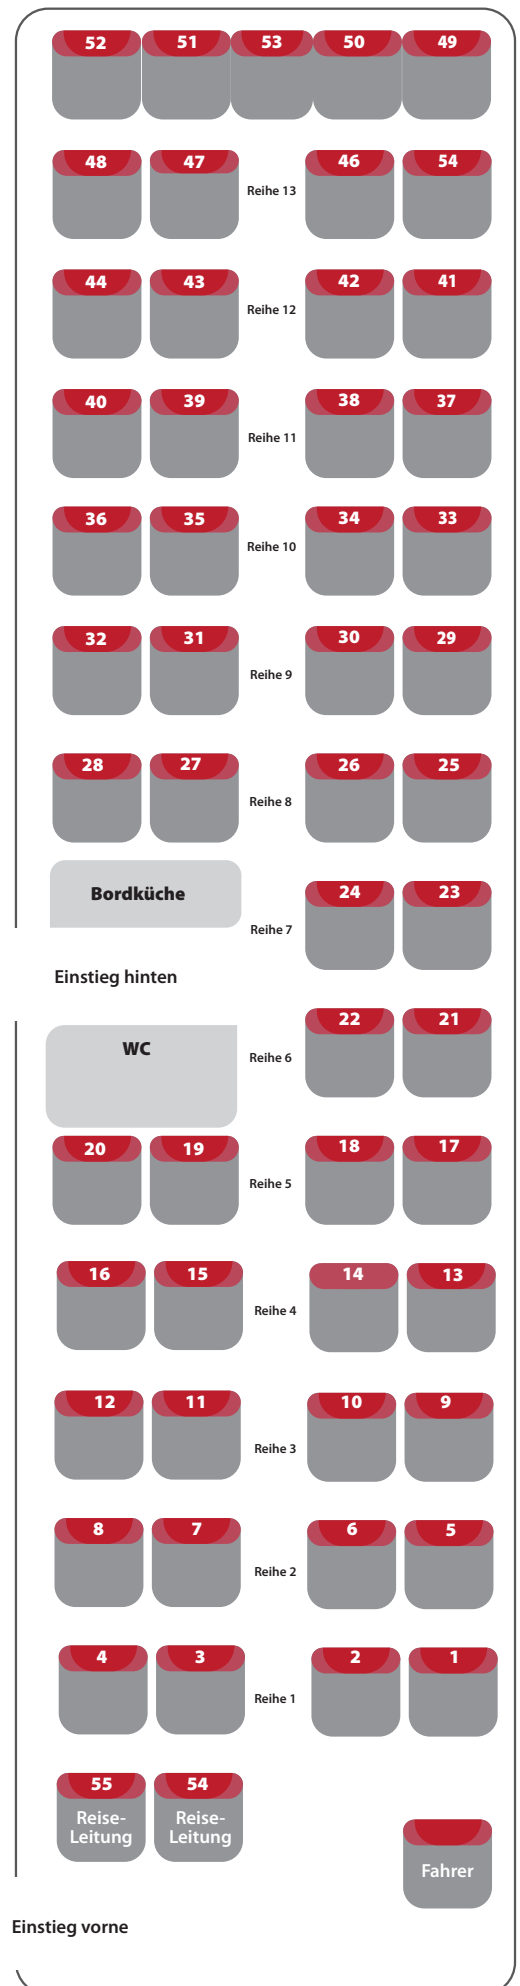 52 51 53 50 49
48 47 46 54
Reihe 13
44 43 42 41
Reihe 12
40 39 38 37
Reihe 11
36 35 34 33
Reihe 10
32 31 30 29
Reihe 9
28 27 26 25
Reihe 8
Bordküche
24 23
Reihe 7
Einstieg hinten
22 21
WC
Reihe 6
20 19 18 17
Reihe 5
16 15 14 13
Reihe 4
12 11 10 9
Reihe 3
8 7 6 5
Reihe 2
4 3 2 1
Reihe 1
55 54
Reise- Reise-
Leitung Leitung
Fahrer
Einstieg vorne